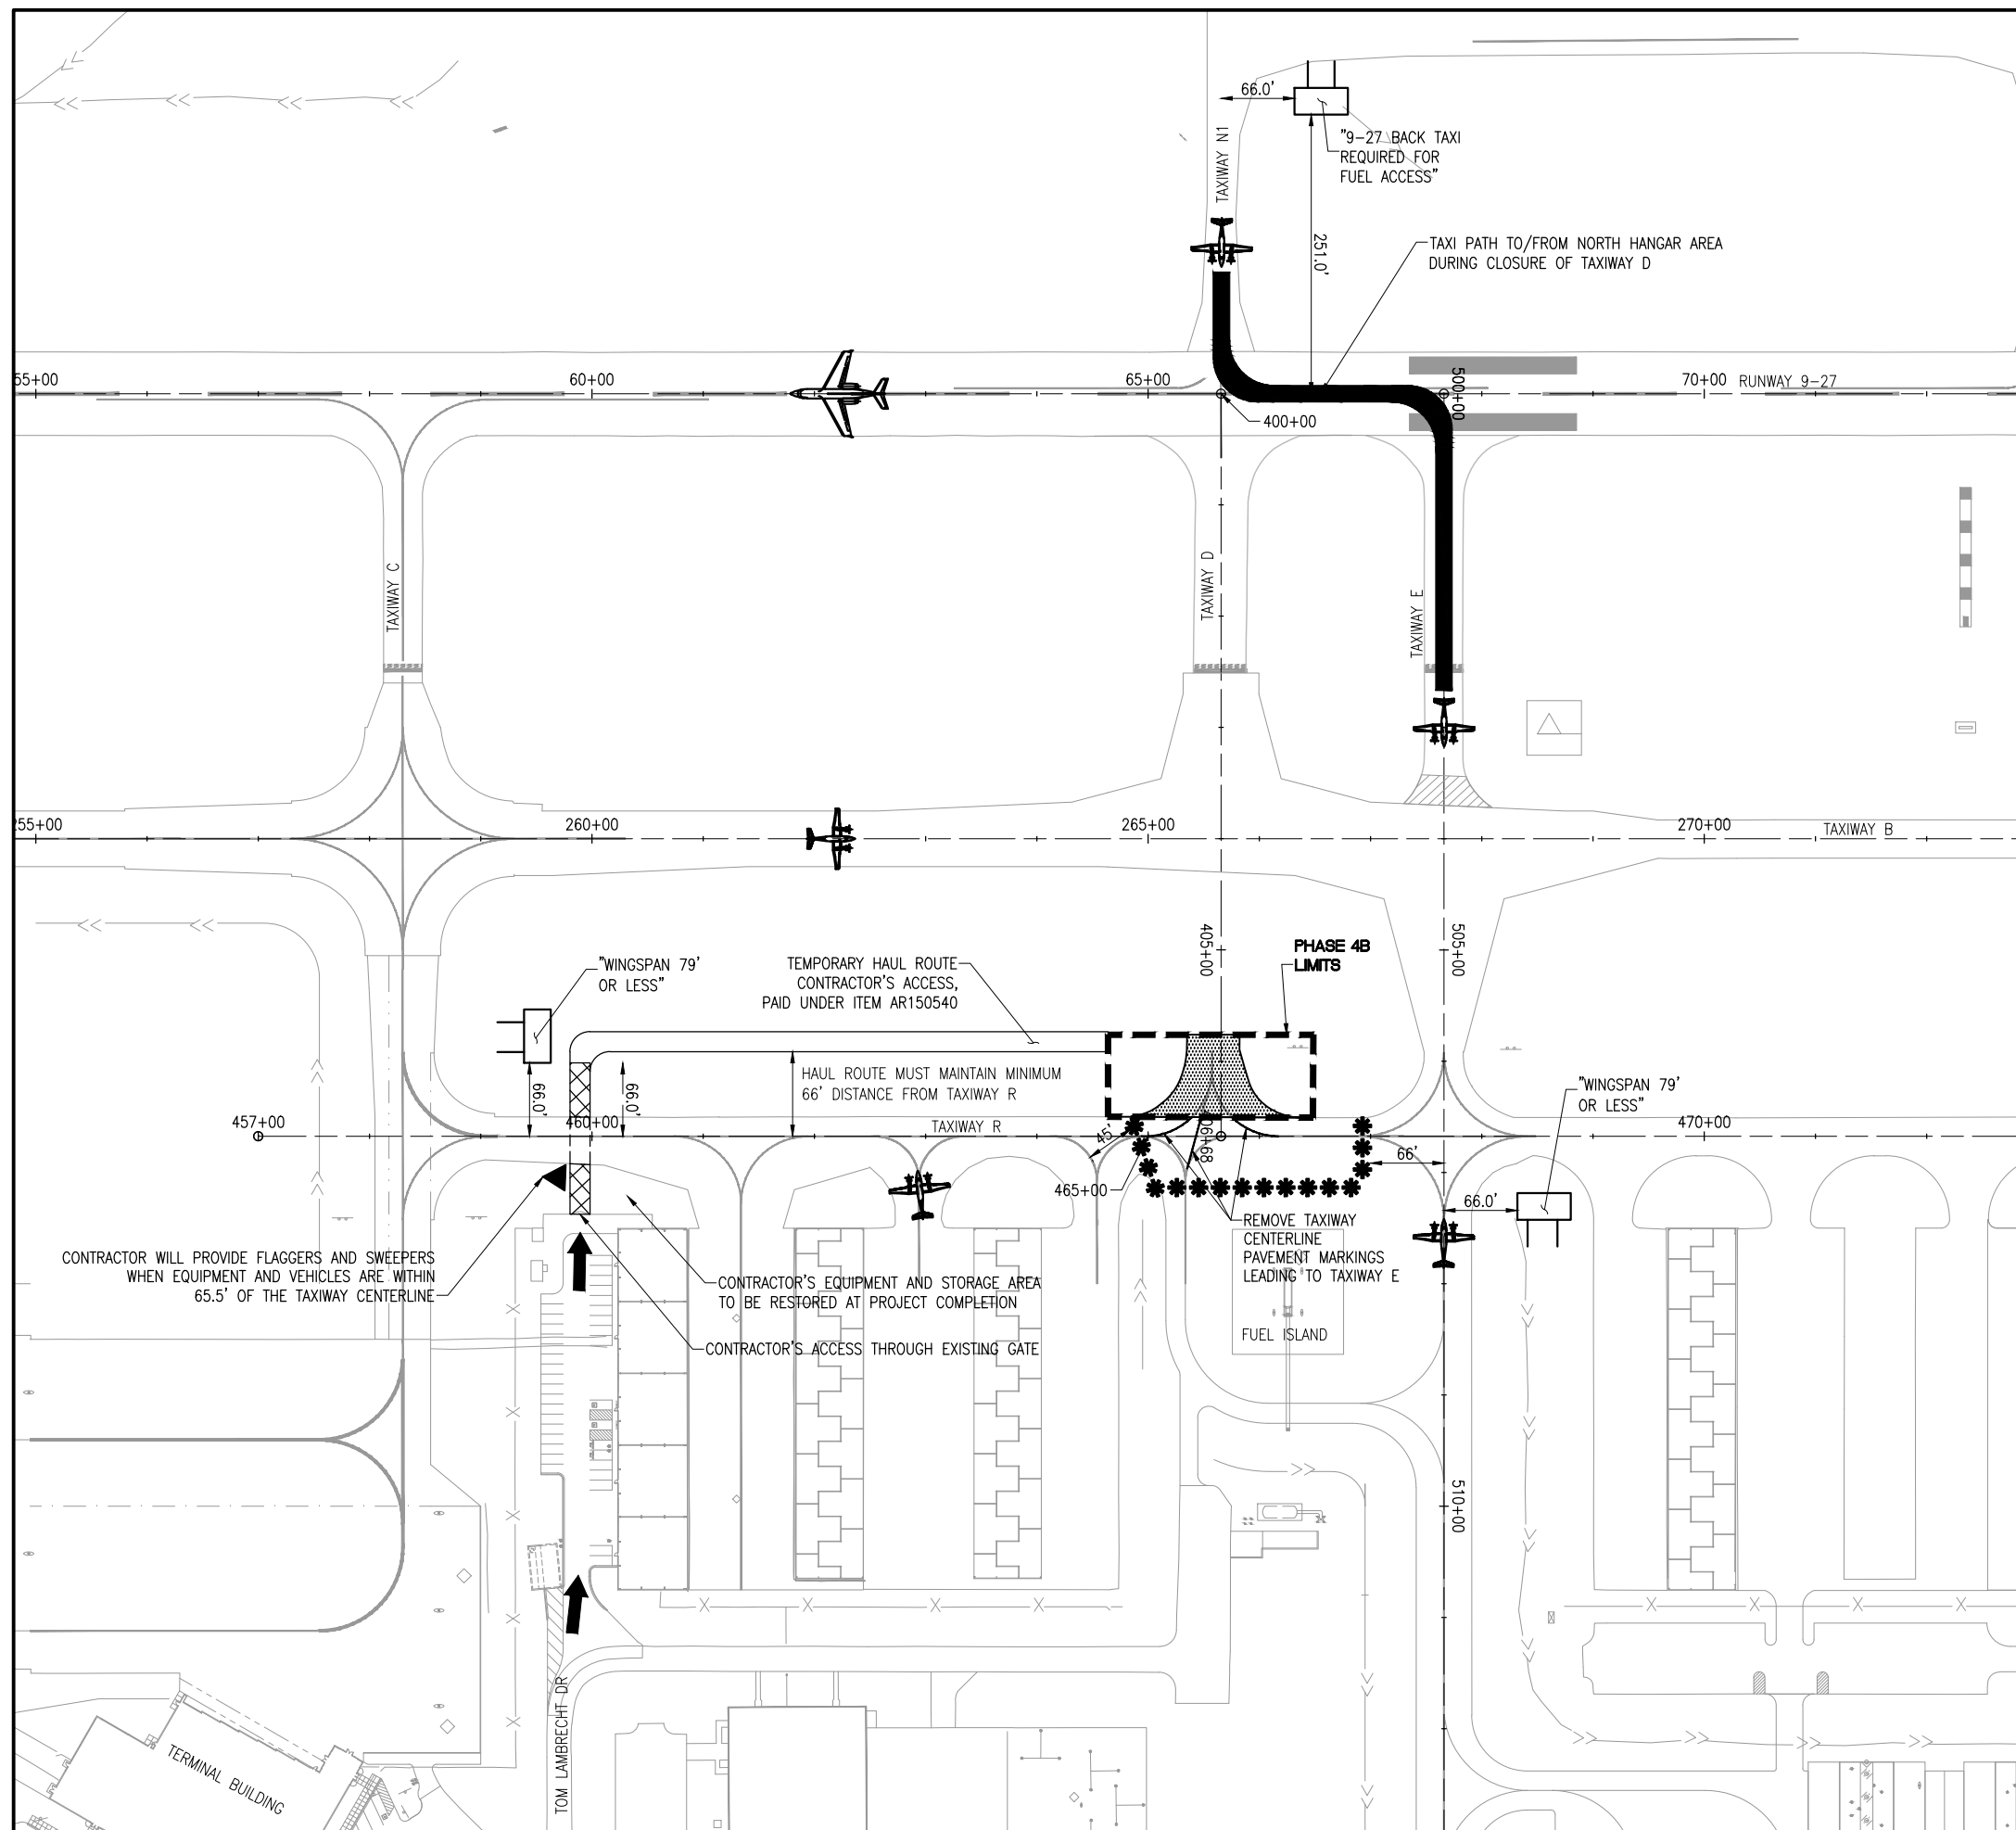 66.0'
"9-27 BACK TAXI
REQUIRED FOR
FUEL ACCESS"
TAXIWAY N1
251.0'
TAXI PATH TO/FROM NORTH HANGAR AREA
DURING CLOSURE OF TAXIWAY D
55+00
60+00
65+00
500+00
70+00
RUNWAY 9-27
400+00
TAXIWAY C
TAXIWAY D
TAXIWAY E
255+00
260+00
265+00
270+00
TAXIWAY B
405+00
505+00
PHASE 4B
LIMITS
"WINGSPAN 79'
OR LESS"
TEMPORARY HAUL ROUTE
CONTRACTOR'S ACCESS,
PAID UNDER ITEM AR150540
66.0'
66.0'
HAUL ROUTE MUST MAINTAIN MINIMUM
66' DISTANCE FROM TAXIWAY R
"WINGSPAN 79'
OR LESS"
457+00
460+00
TAXIWAY R
45'
406+68
470+00
66'
465+00
66.0'
REMOVE TAXIWAY
CENTERLINE
PAVEMENT MARKINGS
LEADING TO TAXIWAY E
CONTRACTOR WILL PROVIDE FLAGGERS AND SWEEPERS
WHEN EQUIPMENT AND VEHICLES ARE WITHIN
65.5' OF THE TAXIWAY CENTERLINE
CONTRACTOR'S EQUIPMENT AND STORAGE AREA
TO BE RESTORED AT PROJECT COMPLETION
CONTRACTOR'S ACCESS THROUGH EXISTING GATE
FUEL ISLAND
510+00
TOM LAMBRECHT DR
TERMINAL BUILDING